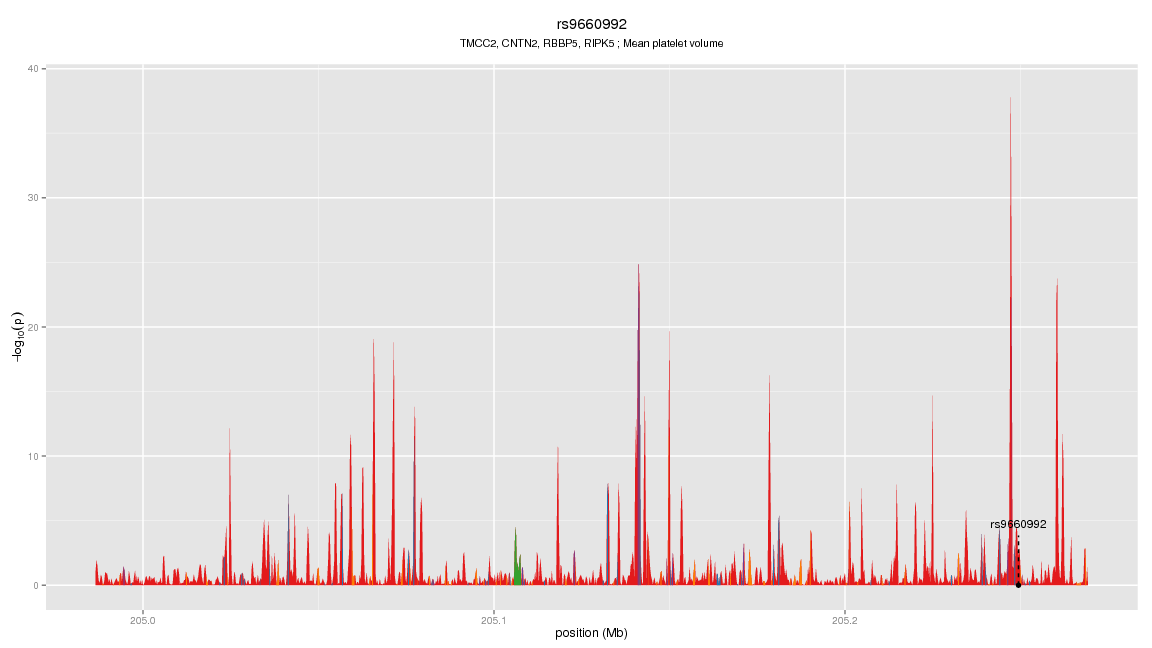 rs9660992
TMCC2, CNTN2, RBBP5, RIPK5 ; Mean platelet volume
40
30
20
10
0
−log10(p)
rs9660992
205.0
205.1
205.2
position (Mb)